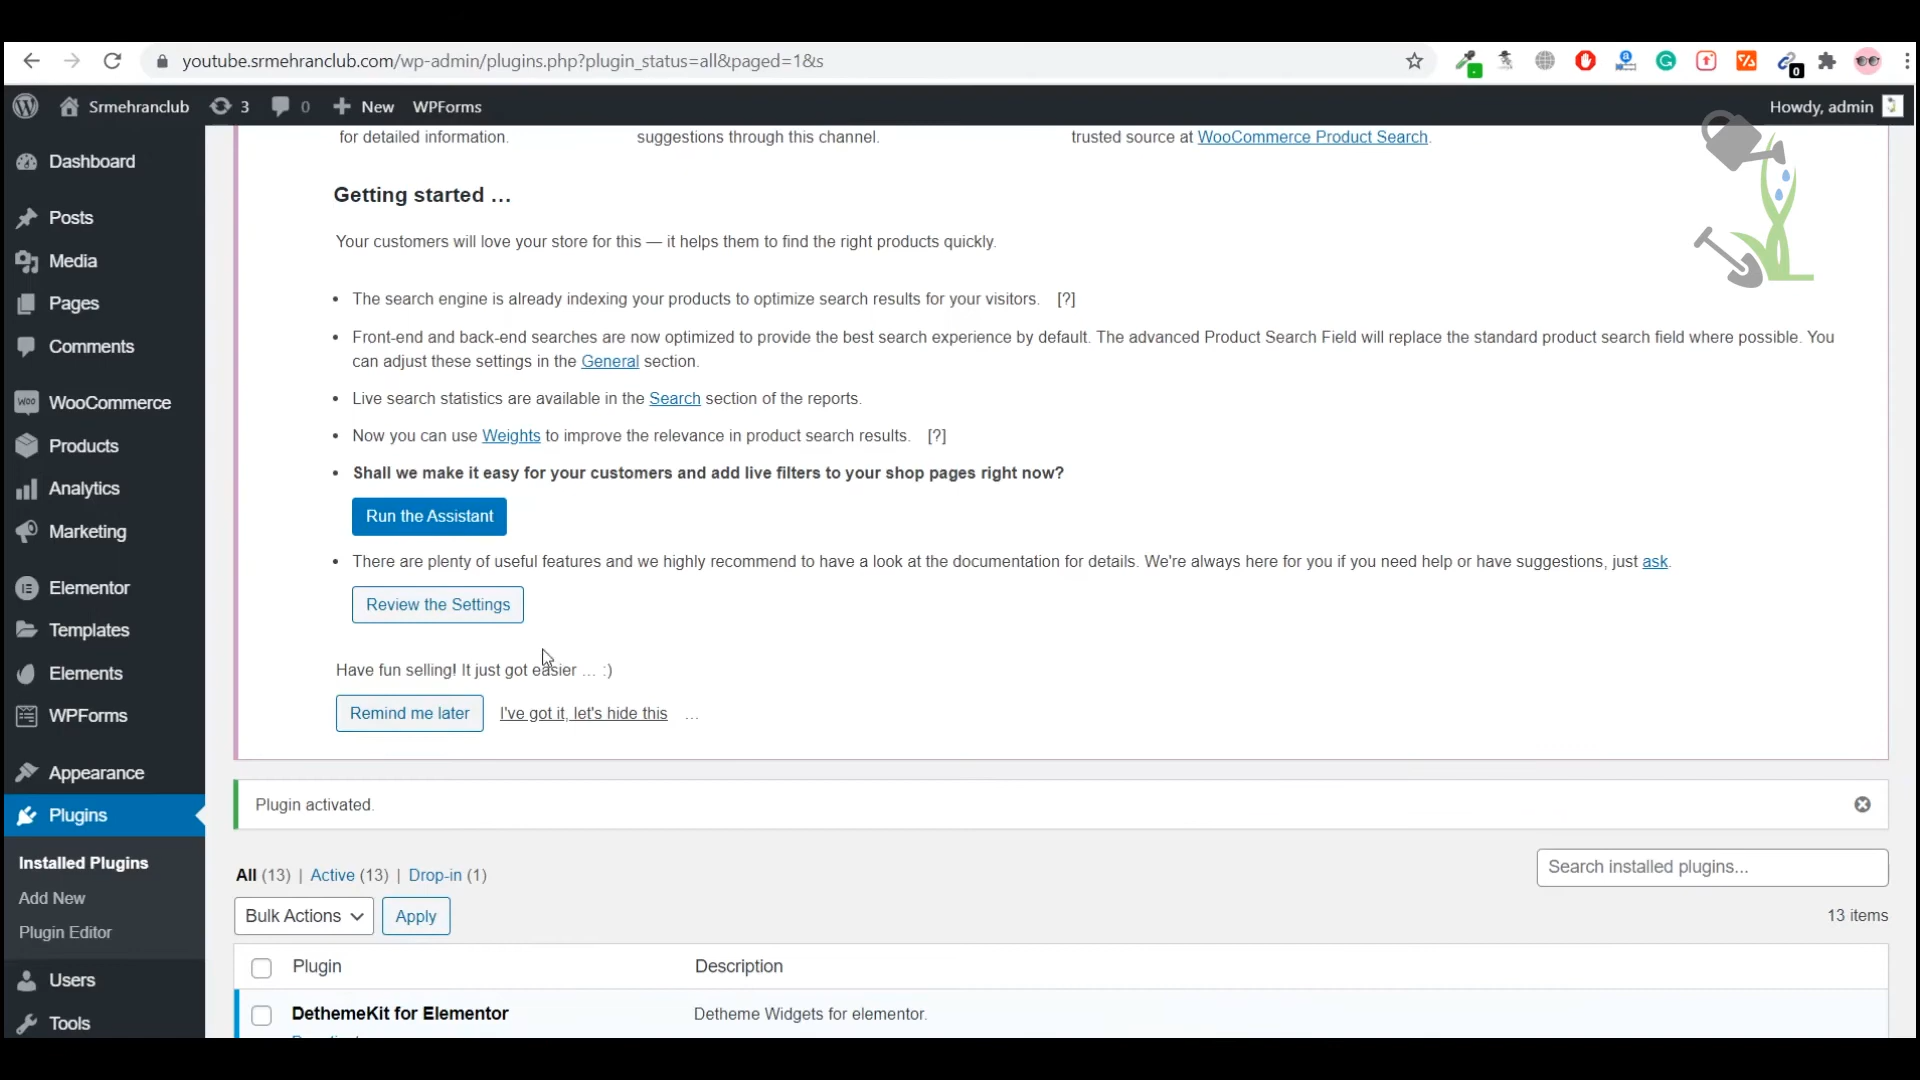 youtube.srmehranclub.com/wp-admin/plugins.php?plugin_status=all&paged=1&s
0
Srmehranclub
3
0
New
WPForms
Howdy, admin
for detailed information.
suggestions through this channel.
trusted source at WooCommerce Product Search.
Dashboard
Posts
Media
Pages
Comments
WooCommerce
Products
Analytics
Marketing
Elementor
Templates
Elements
WPForms
Appearance
Plugins
Installed Plugins
Add New
Plugin Editor
Users
Tools
Getting started …
Your customers will love your store for this — it helps them to find the right products quickly.
• The search engine is already indexing your products to optimize search results for your visitors. [?]
• Front-end and back-end searches are now optimized to provide the best search experience by default. The advanced Product Search Field will replace the standard product search field where possible. You
can adjust these settings in the General section.
• Live search statistics are available in the Search section of the reports.
• Now you can use Weights to improve the relevance in product search results. [?]
• Shall we make it easy for your customers and add live filters to your shop pages right now?
Run the Assistant
• There are plenty of useful features and we highly recommend to have a look at the documentation for details. We're always here for you if you need help or have suggestions, just ask.
Review the Settings
Have fun selling! It just got easier … :)
Remind me later
I've got it, let's hide this
…
Plugin activated.
All (13) | Active (13) | Drop-in (1)
Search installed plugins...
Bulk Actions
Apply
13 items
Plugin
Description
DethemeKit for Elementor
Detheme Widgets for elementor.